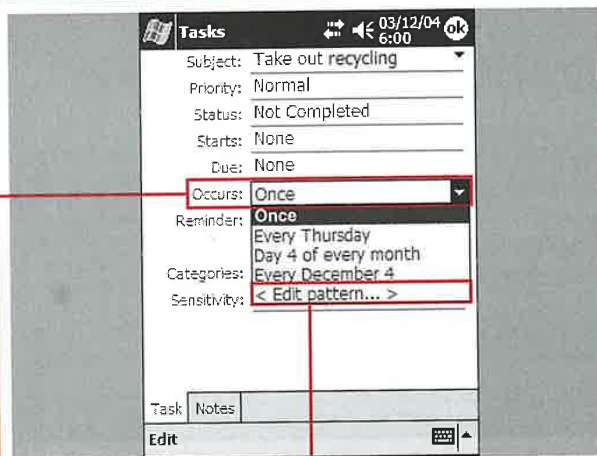 Tasks 03/12/04 ok
6:00
Subject: Take out recycling
Priority: Normal
Status: Not Completed
Starts: None
Due: None
Occurs: Once
Reminder: Once
Every Thursday
Day 4 of every month
Categories: Every December 4
Sensitivity: < Edit pattern... >
Task Notes
Edit